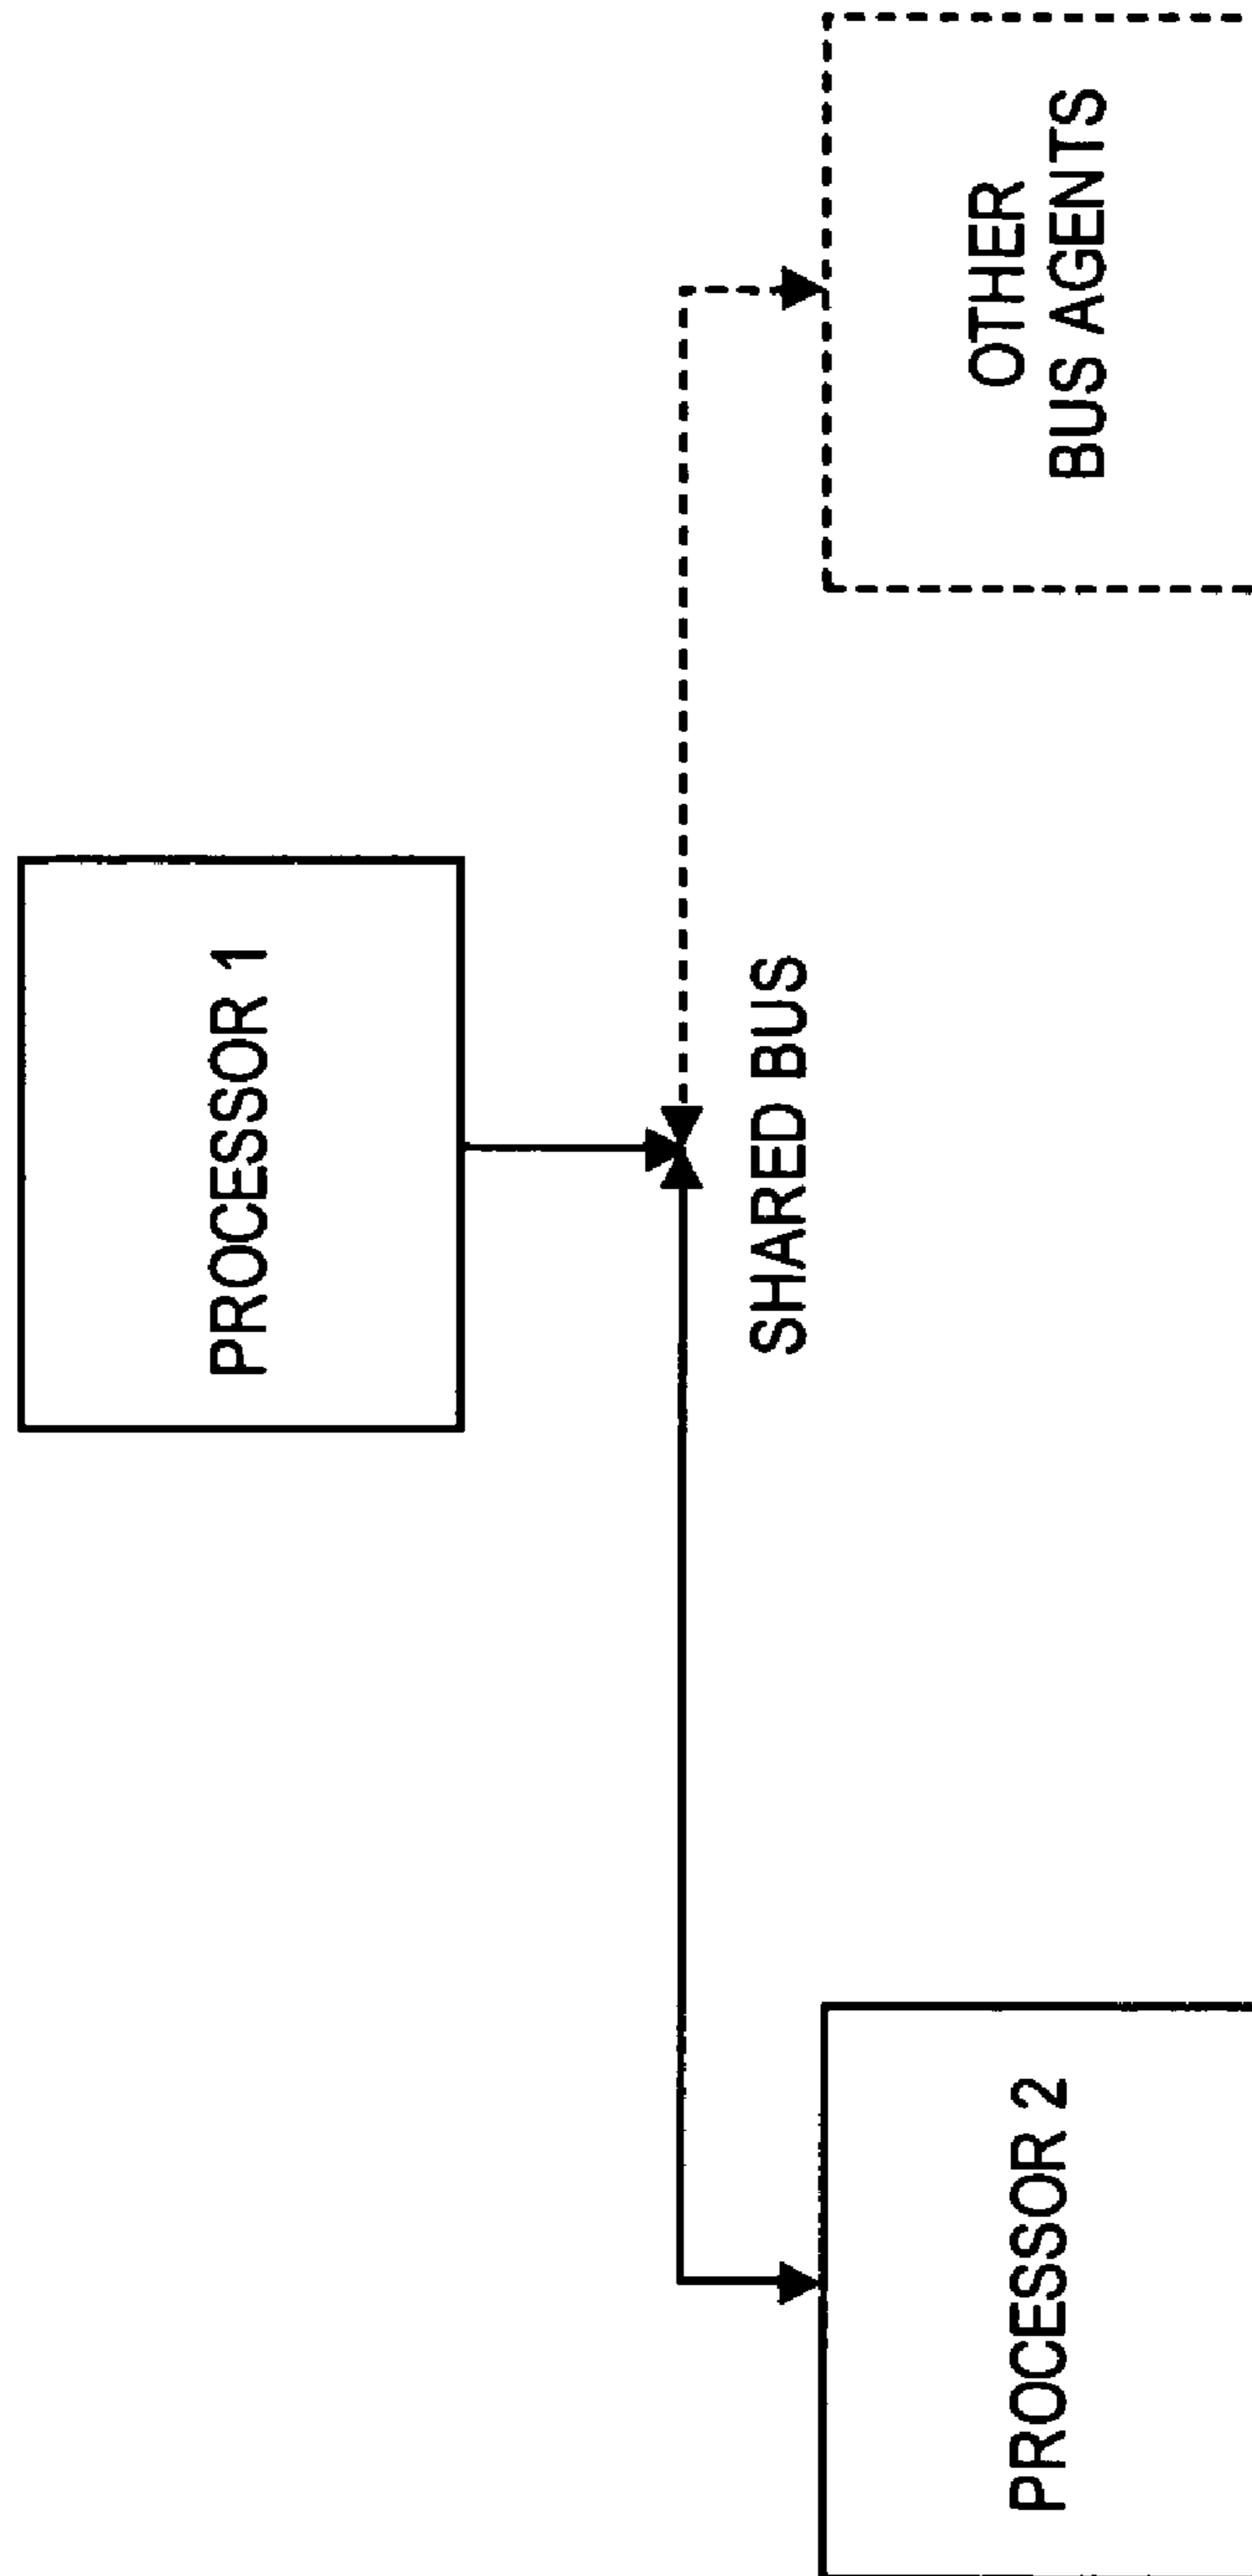 PROCESSOR 1
SHARED BUS
PROCESSOR 2
OTHER
BUS AGENTS